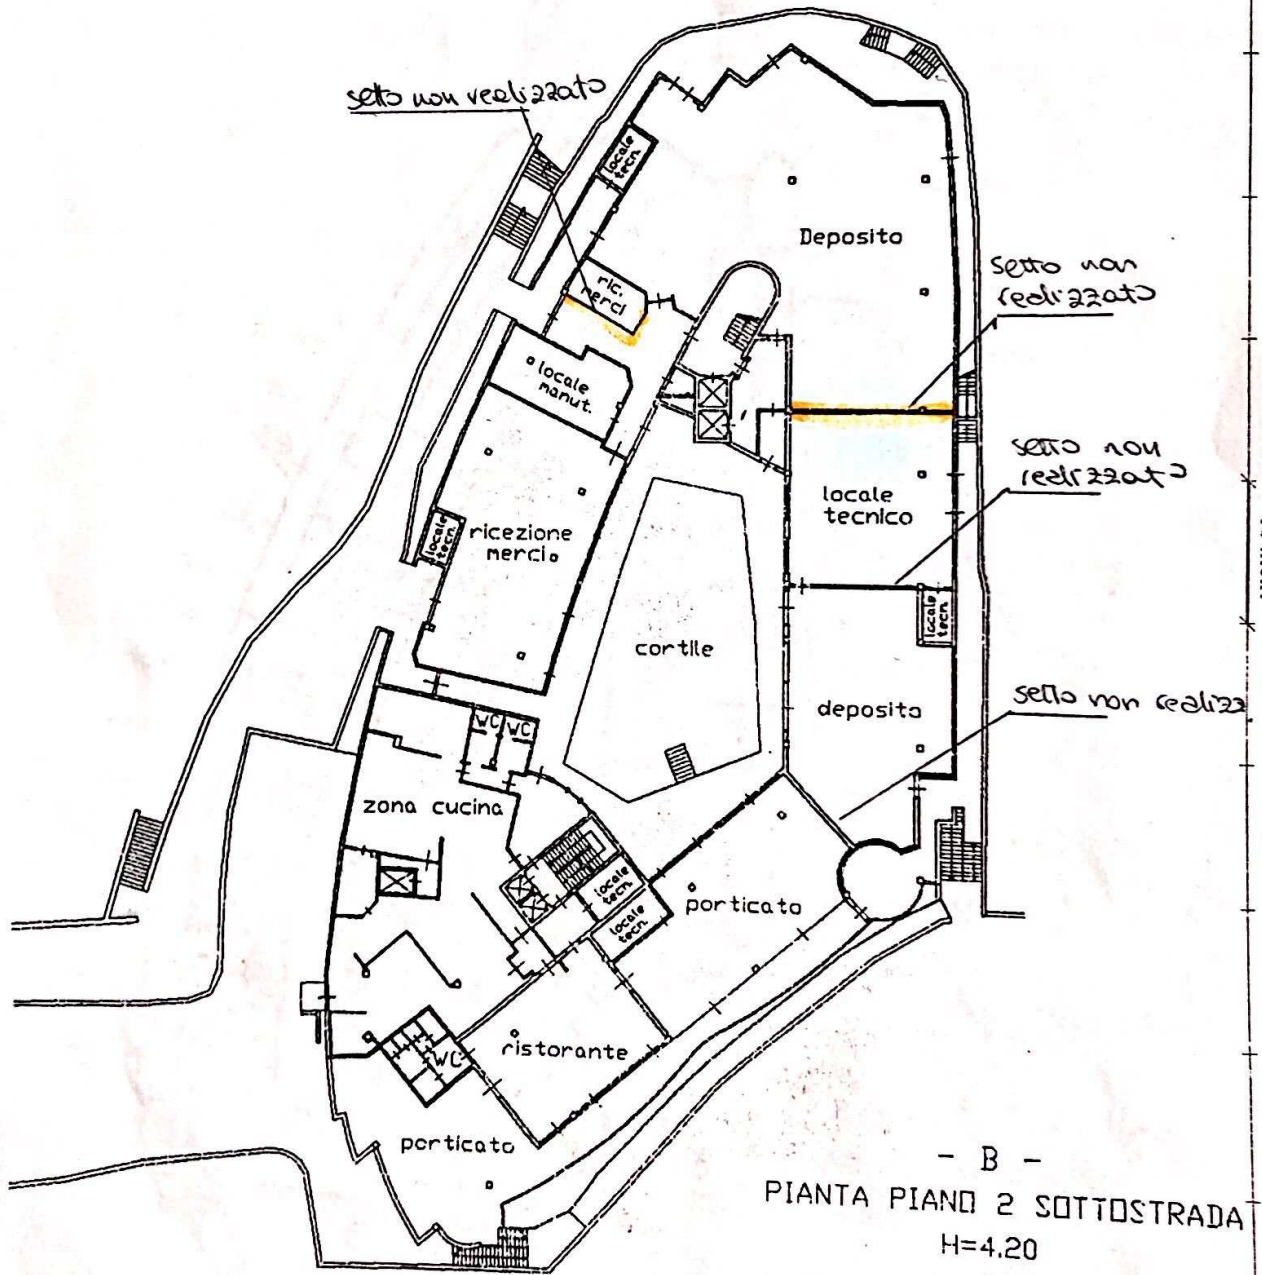 setto non realizzato
locale
tecn.
Deposito
setto non
realizzato
ric.
merci
locale
manut.
setto non
realizzato
locale
tecnico
locale
tecn.
ricezione
merci
locale
tecn.
cortile
setto non realizz
deposito
WC
WC
zona cucina
locale
tecn.
locale
tecn.
porticato
WC
ristorante
porticato
- B -
PIANTA PIANO 2 SOTTOSTRADA
H=4.20